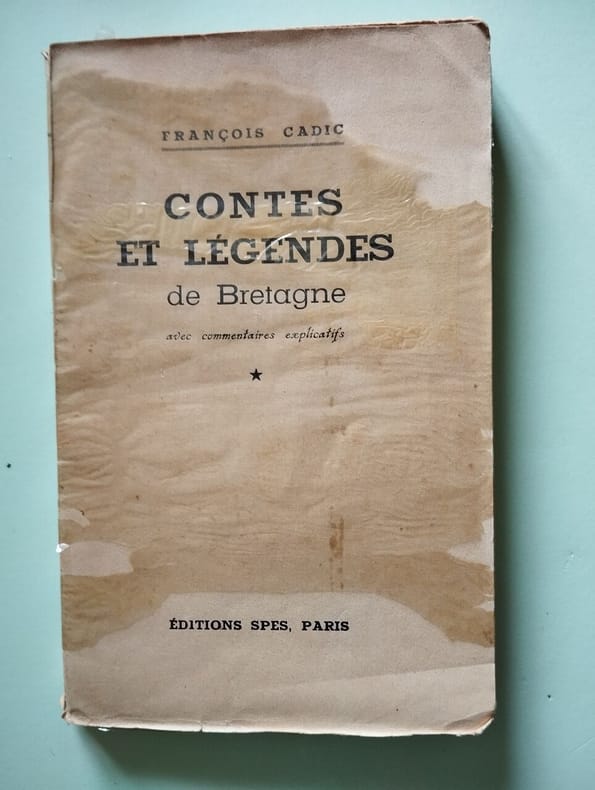 FRANÇOIS CADIC
CONTES
ET LÉGENDES
de Bretagne
avec commentaires explicatifs
★
ÉDITIONS SPES, PARIS